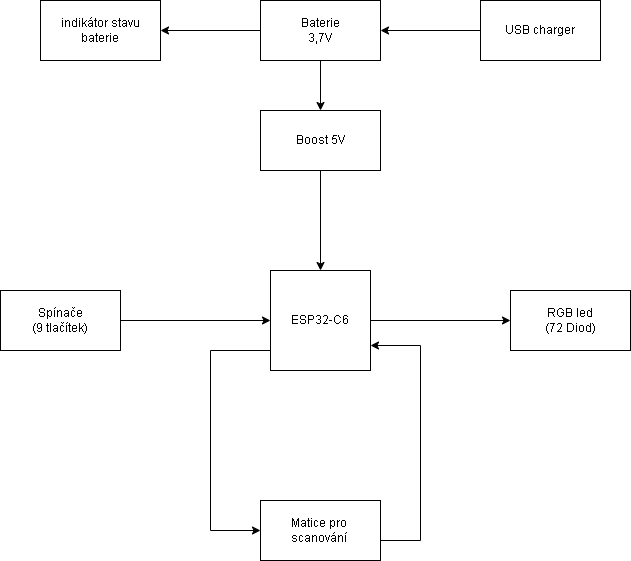 indikátor stavu
baterie
Baterie
3,7V
USB charger
Boost 5V
Spínače
(9 tlačítek)
ESP32-C6
RGB led
(72 Diod)
Matice pro
scanování